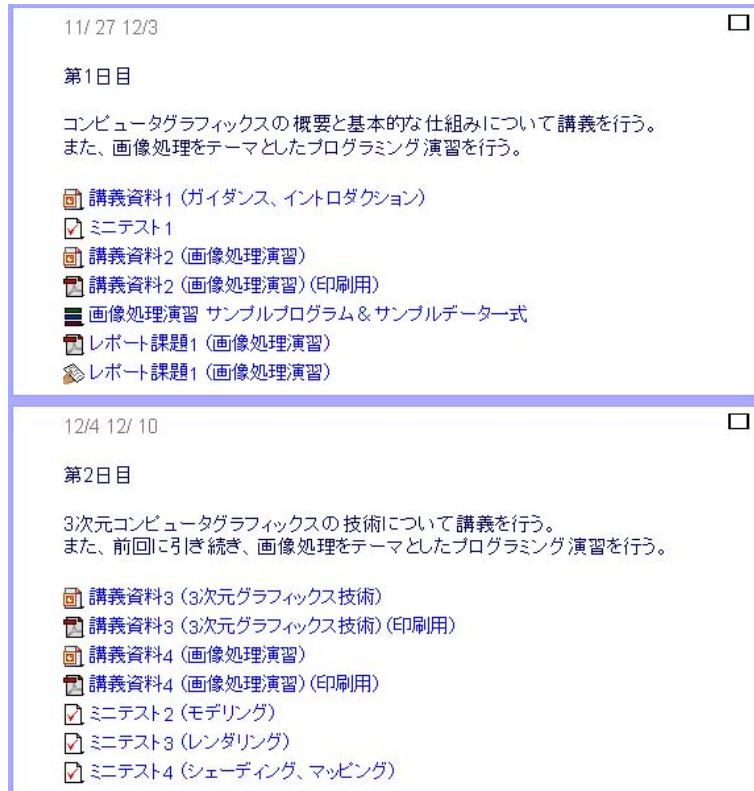 11/ 27 12/3
第1日目
コンピュータグラフィックスの概要と基本的な仕組みについて講義を行う。
また、画像処理をテーマとしたプログラミング演習を行う。
講義資料1 (ガイダンス、イントロダクション)
ミニテスト1
講義資料2 (画像処理演習)
講義資料2 (画像処理演習) (印刷用)
画像処理演習 サンプルプログラム＆サンプルデータ一式
レポート課題1 (画像処理演習)
レポート課題1 (画像処理演習)
12/4 12/ 10
第2日目
3次元コンピュータグラフィックスの技術について講義を行う。
また、前回に引き続き、画像処理をテーマとしたプログラミング演習を行う。
講義資料3 (3次元グラフィックス技術)
講義資料3 (3次元グラフィックス技術) (印刷用)
講義資料4 (画像処理演習)
講義資料4 (画像処理演習) (印刷用)
ミニテスト2 (モデリング)
ミニテスト3 (レンダリング)
ミニテスト4 (シェーディング、マッピング)